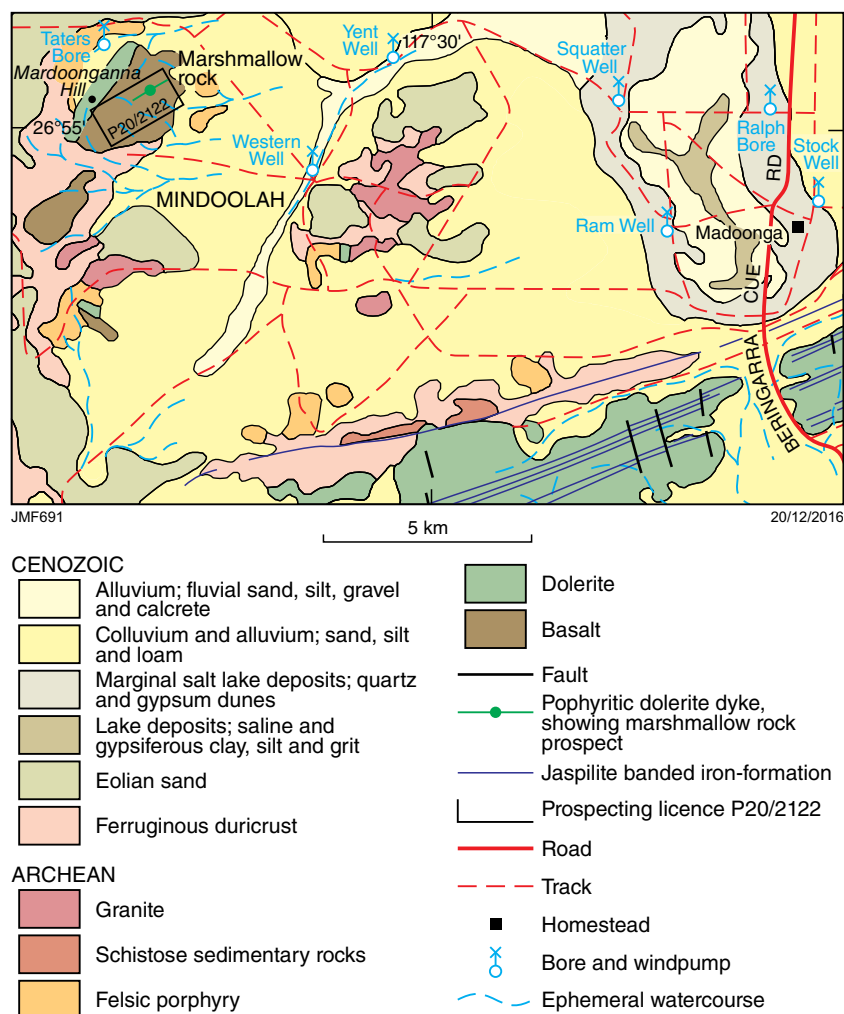 Taters
Bore
Mardoonganna
Hill
Marshmallow
rock
P20/2122
26°55'
Yent
Well
117°30'
Squatter
Well
Western
Well
MINDOOLAH
Ralph
Bore
Stock
Well
Ram Well
Madoonga
BERINGARRA CUE RD
JMF691
20/12/2016
5 km
CENOZOIC
Alluvium; fluvial sand, silt, gravel
and calcrete
Colluvium and alluvium; sand, silt
and loam
Marginal salt lake deposits; quartz
and gypsum dunes
Lake deposits; saline and
gypsiferous clay, silt and grit
Eolian sand
Ferruginous duricrust
ARCHEAN
Granite
Schistose sedimentary rocks
Felsic porphyry
Dolerite
Basalt
Fault
Pophyritic dolerite dyke,
showing marshmallow rock
prospect
Jaspilite banded iron-formation
Prospecting licence P20/2122
Road
Track
Homestead
Bore and windpump
Ephemeral watercourse